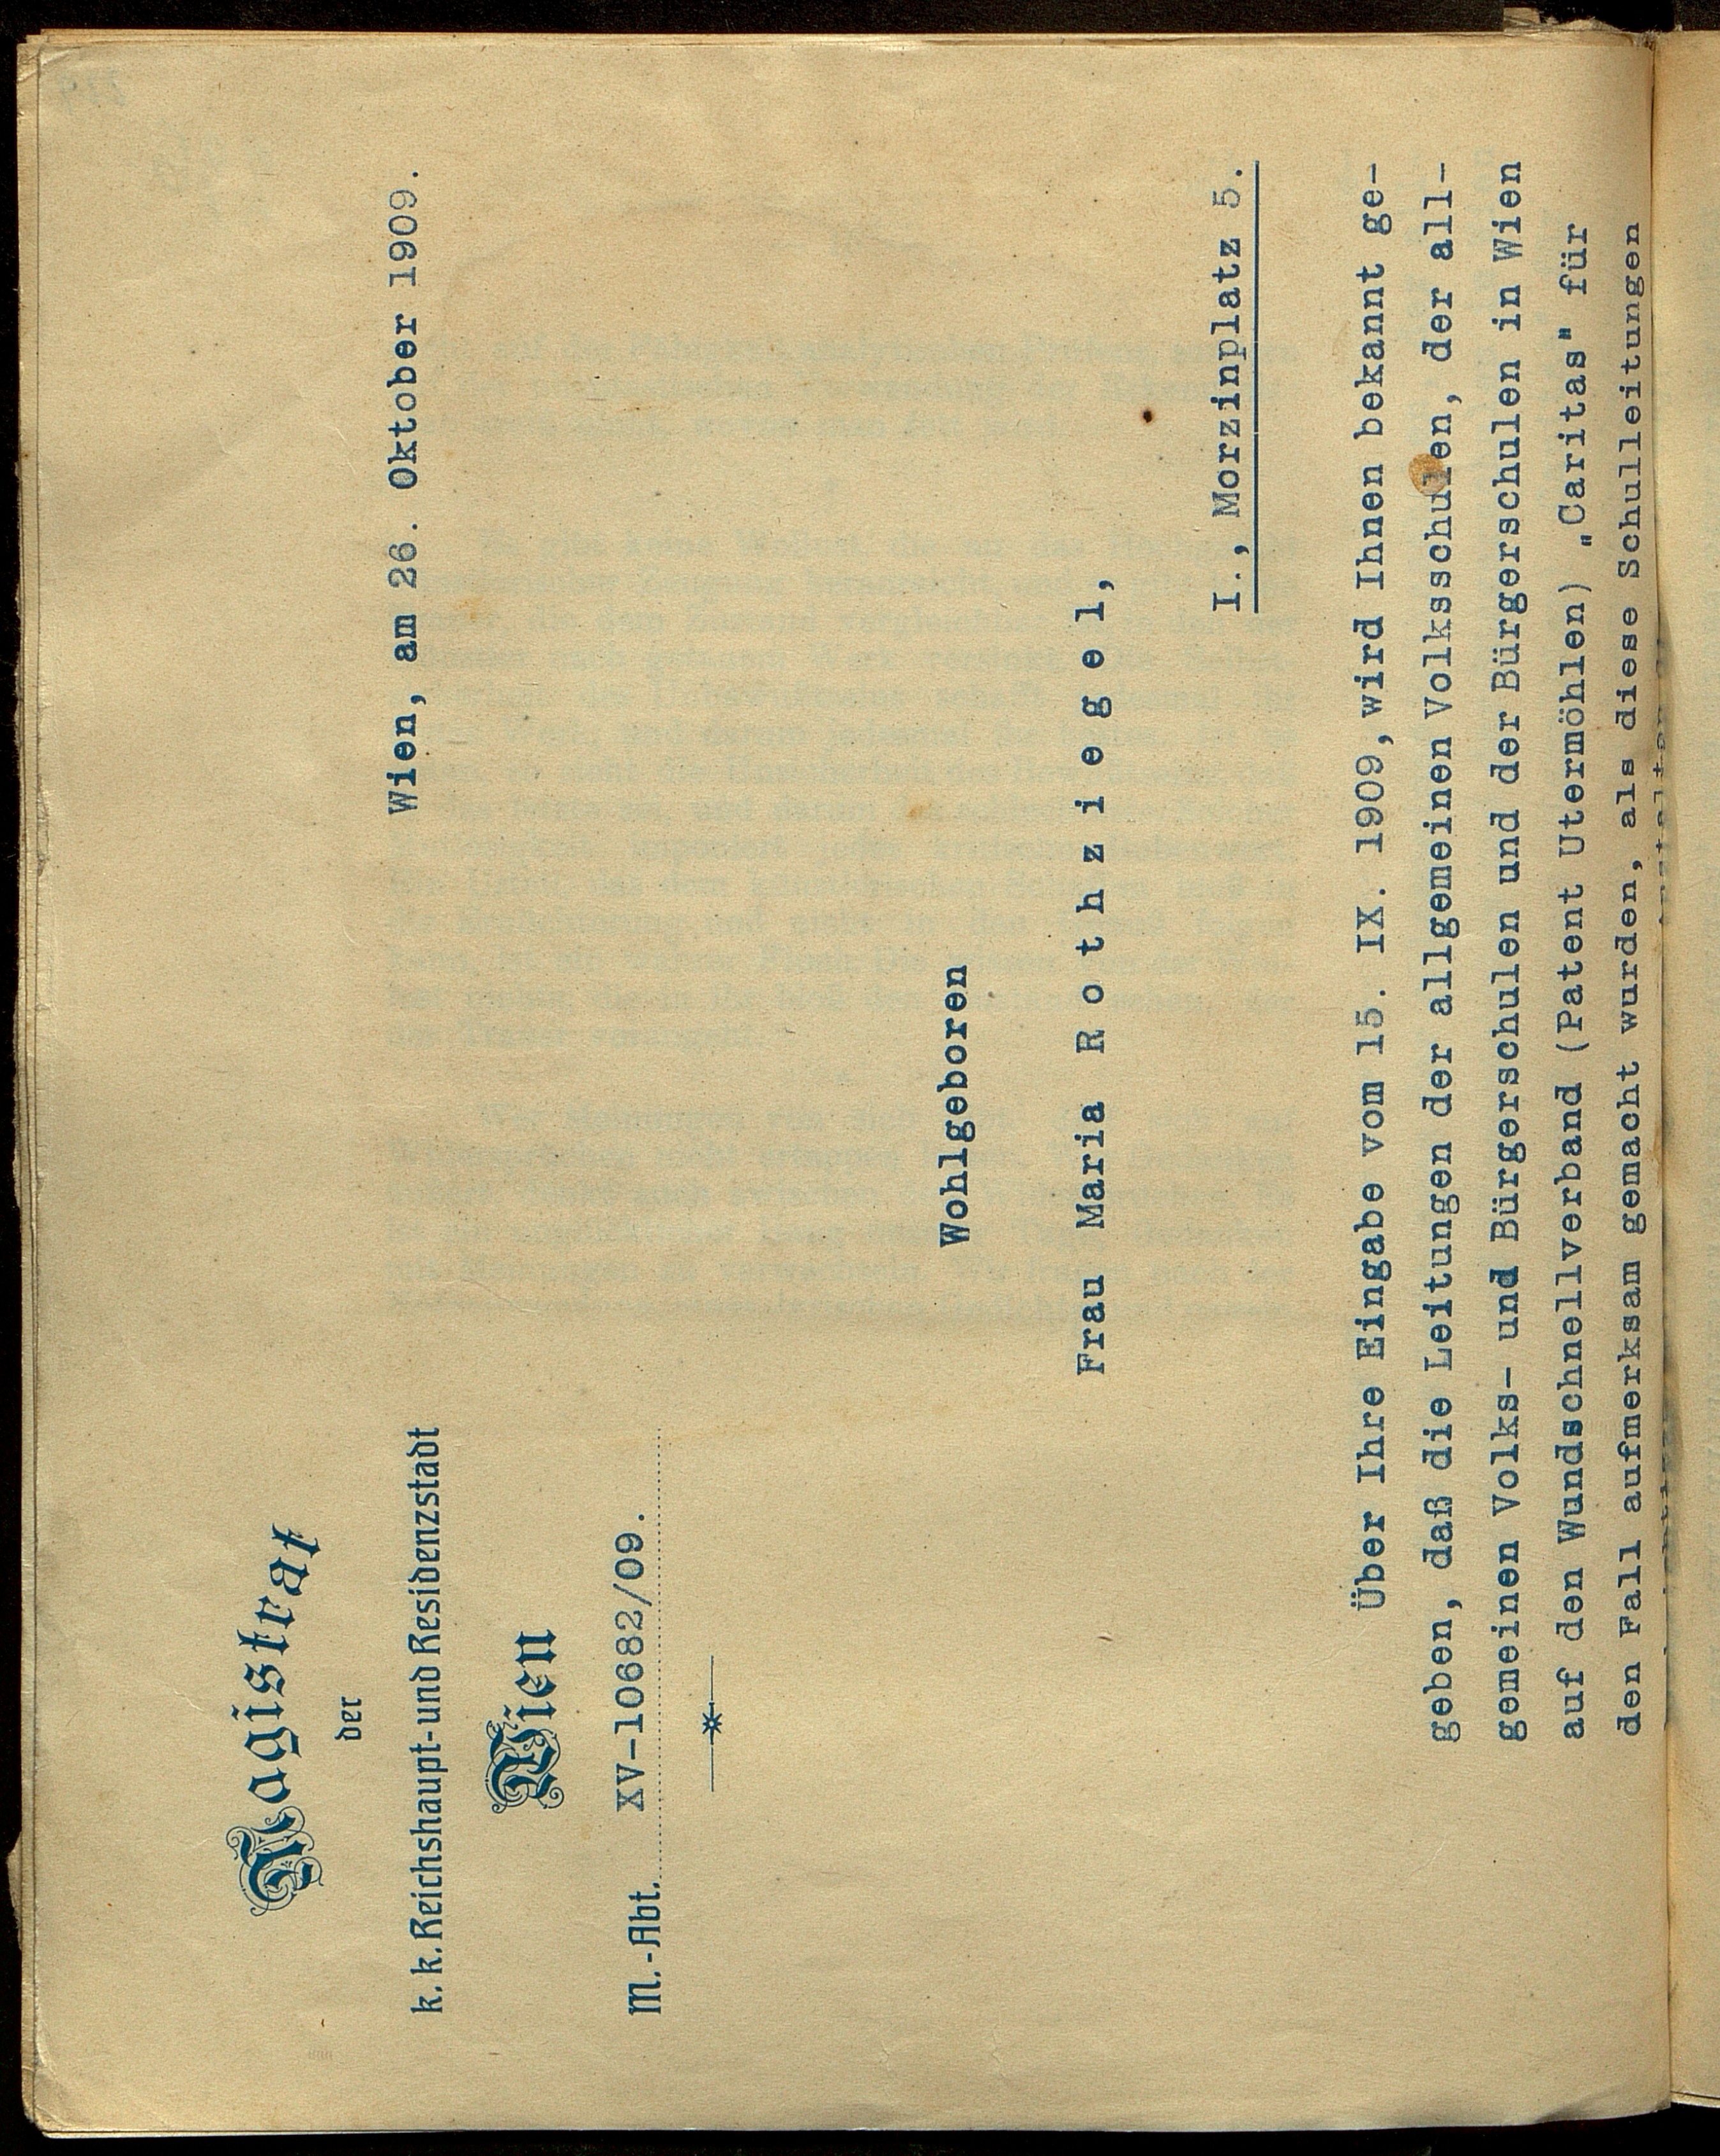 Magistrat
der
k. k. Reichshaupt-und Residenzstadt
Wien
M.-Abt. XV-10682/09.
Wien, am 26. Oktober 1909.
Wohlgeboren
Frau Maria Rothziegel,
I., Morzinplatz 5.
Über Ihre Eingabe vom 15. IX. 1909, wird Ihnen bekannt ge-
geben, daß die Leitungen der allgemeinen Volksschulen, der all-
gemeinen Volks- und Bürgerschulen und der Bürgerschulen in Wien
auf den Wundschnellverband (Patent Utermöhlen) „Caritas" für
den Fall aufmerksam gemacht wurden, als diese Schulleitungen